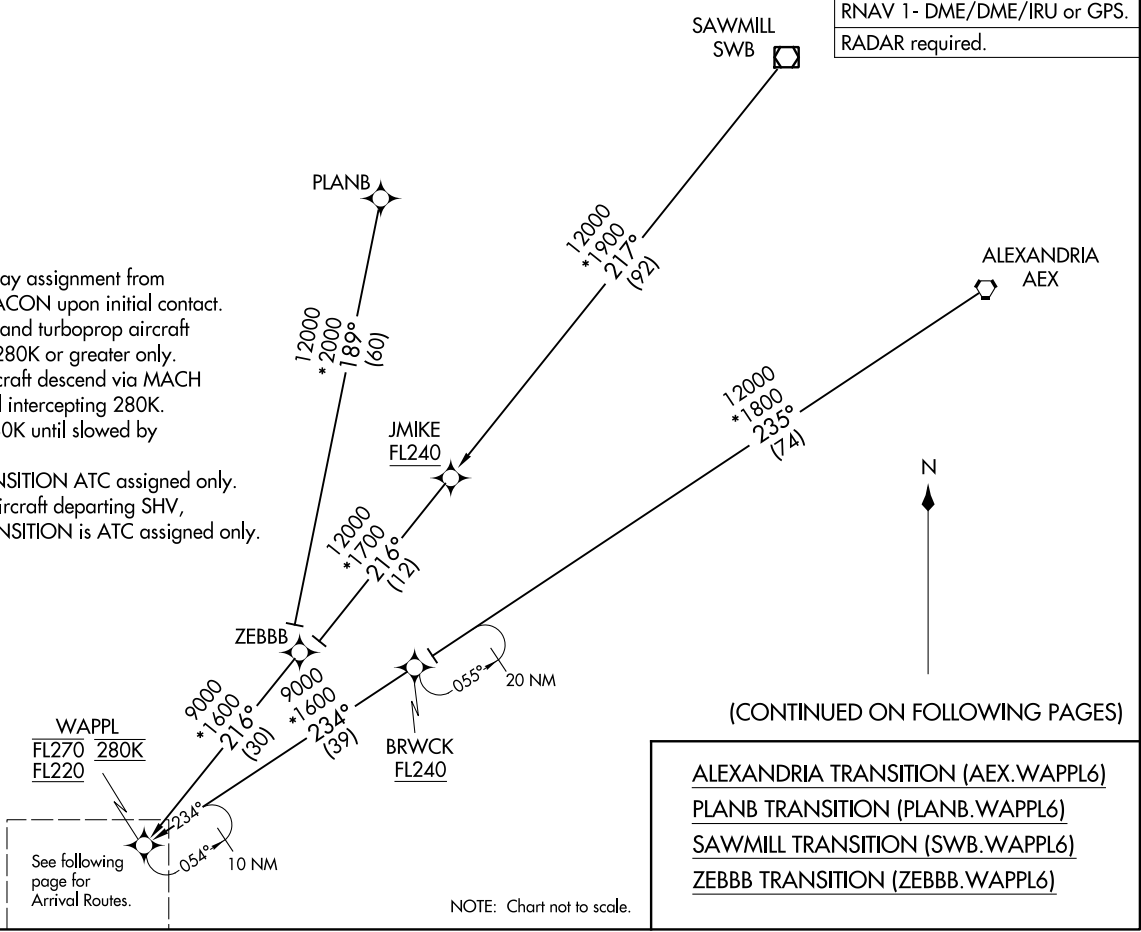 RNAV 1- DME/DME/IRU or GPS.
RADAR required.
SAWMILL
SWB
PLANB
12000
*1900
217°
(92)
ALEXANDRIA
AEX
ay assignment from
ACON upon initial contact.
and turboprop aircraft
280K or greater only.
craft descend via MACH
l intercepting 280K.
0K until slowed by
NSITION ATC assigned only.
ircraft departing SHV,
NSITION is ATC assigned only.
12000
*2000
189°
(60)
12000
*1800
235°
(74)
JMIKE
FL240
N
12000
*1700
216°
(12)
ZEBBB
055°
20 NM
9000
*1600
216°
(30)
9000
*1600
234°
(39)
BRWCK
FL240
WAPPL
FL270 280K
FL220
234°
054°
10 NM
See following
page for
Arrival Routes.
NOTE: Chart not to scale.
(CONTINUED ON FOLLOWING PAGES)
ALEXANDRIA TRANSITION (AEX.WAPPL6)
PLANB TRANSITION (PLANB.WAPPL6)
SAWMILL TRANSITION (SWB.WAPPL6)
ZEBBB TRANSITION (ZEBBB.WAPPL6)